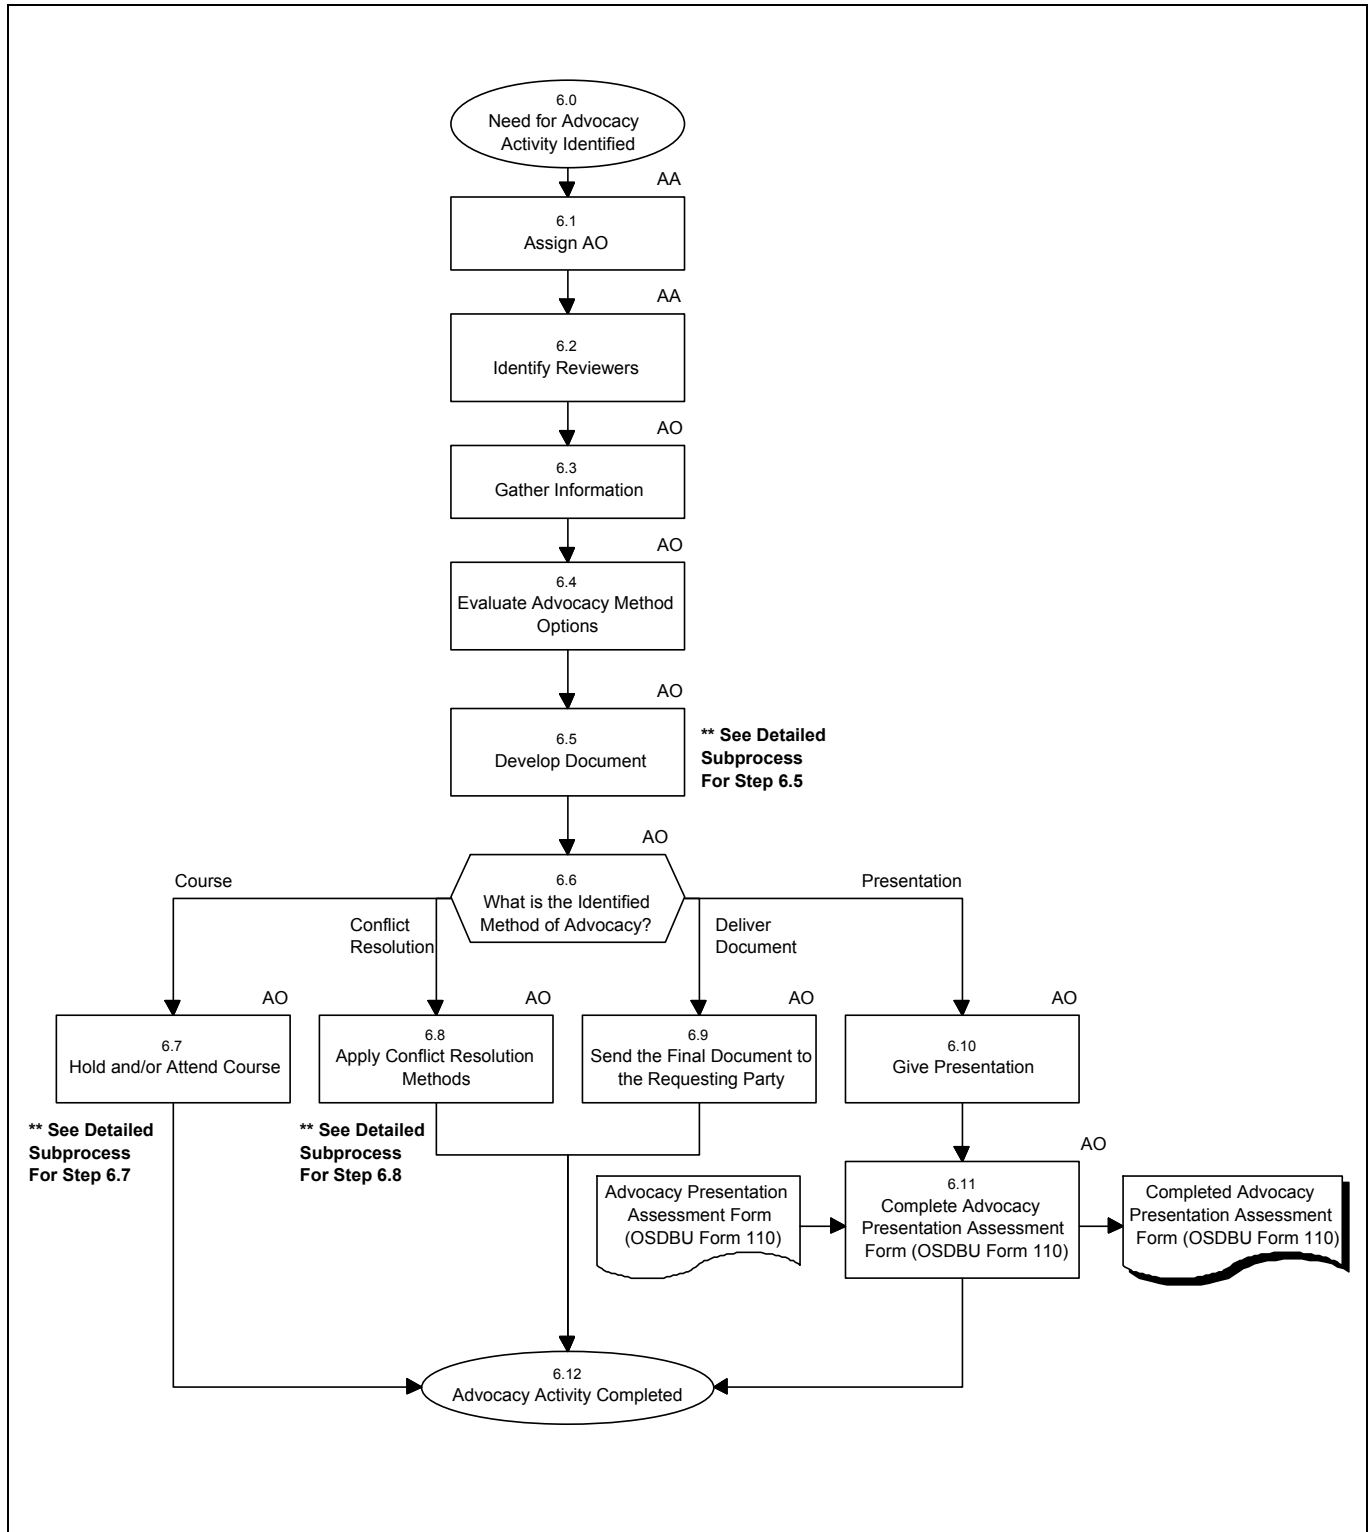 6.0
Need for Advocacy
Activity Identified
AA
6.1
Assign AO
AA
6.2
Identify Reviewers
AO
6.3
Gather Information
AO
6.4
Evaluate Advocacy Method
Options
AO
6.5
Develop Document
** See Detailed
Subprocess
For Step 6.5
AO
6.6
What is the Identified
Method of Advocacy?
Course
Conflict
Resolution
Deliver
Document
Presentation
AO
6.7
Hold and/or Attend Course
** See Detailed
Subprocess
For Step 6.7
AO
6.8
Apply Conflict Resolution
Methods
** See Detailed
Subprocess
For Step 6.8
AO
6.9
Send the Final Document to
the Requesting Party
AO
6.10
Give Presentation
Advocacy Presentation
Assessment Form
(OSDBU Form 110)
AO
6.11
Complete Advocacy
Presentation Assessment
Form (OSDBU Form 110)
Completed Advocacy
Presentation Assessment
Form (OSDBU Form 110)
6.12
Advocacy Activity Completed